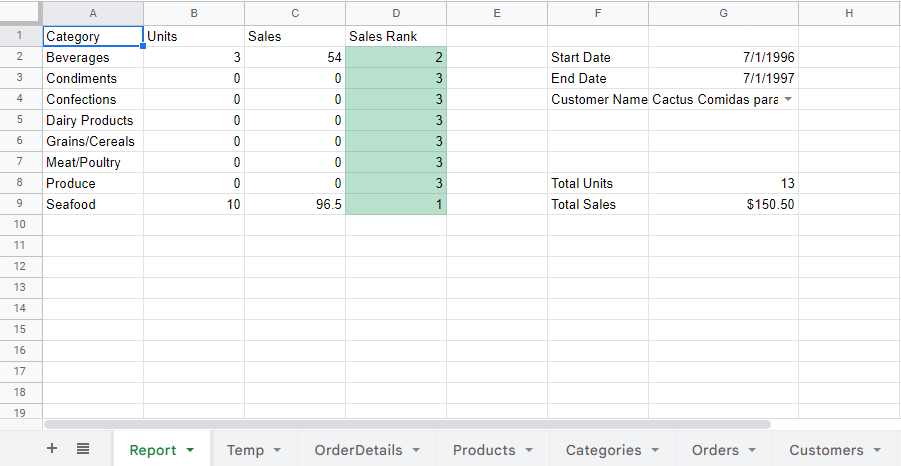 A B C D E F G H
1 Category Units Sales Sales Rank
2 Beverages 3 54 2 Start Date 7/1/1996
3 Condiments 0 0 3 End Date 7/1/1997
4 Confections 0 0 3 Customer Name Cactus Comidas para
5 Dairy Products 0 0 3
6 Grains/Cereals 0 0 3
7 Meat/Poultry 0 0 3
8 Produce 0 0 3 Total Units 13
9 Seafood 10 96.5 1 Total Sales $150.50
10
11
12
13
14
15
16
17
18
19
+ Report Temp OrderDetails Products Categories Orders Customers